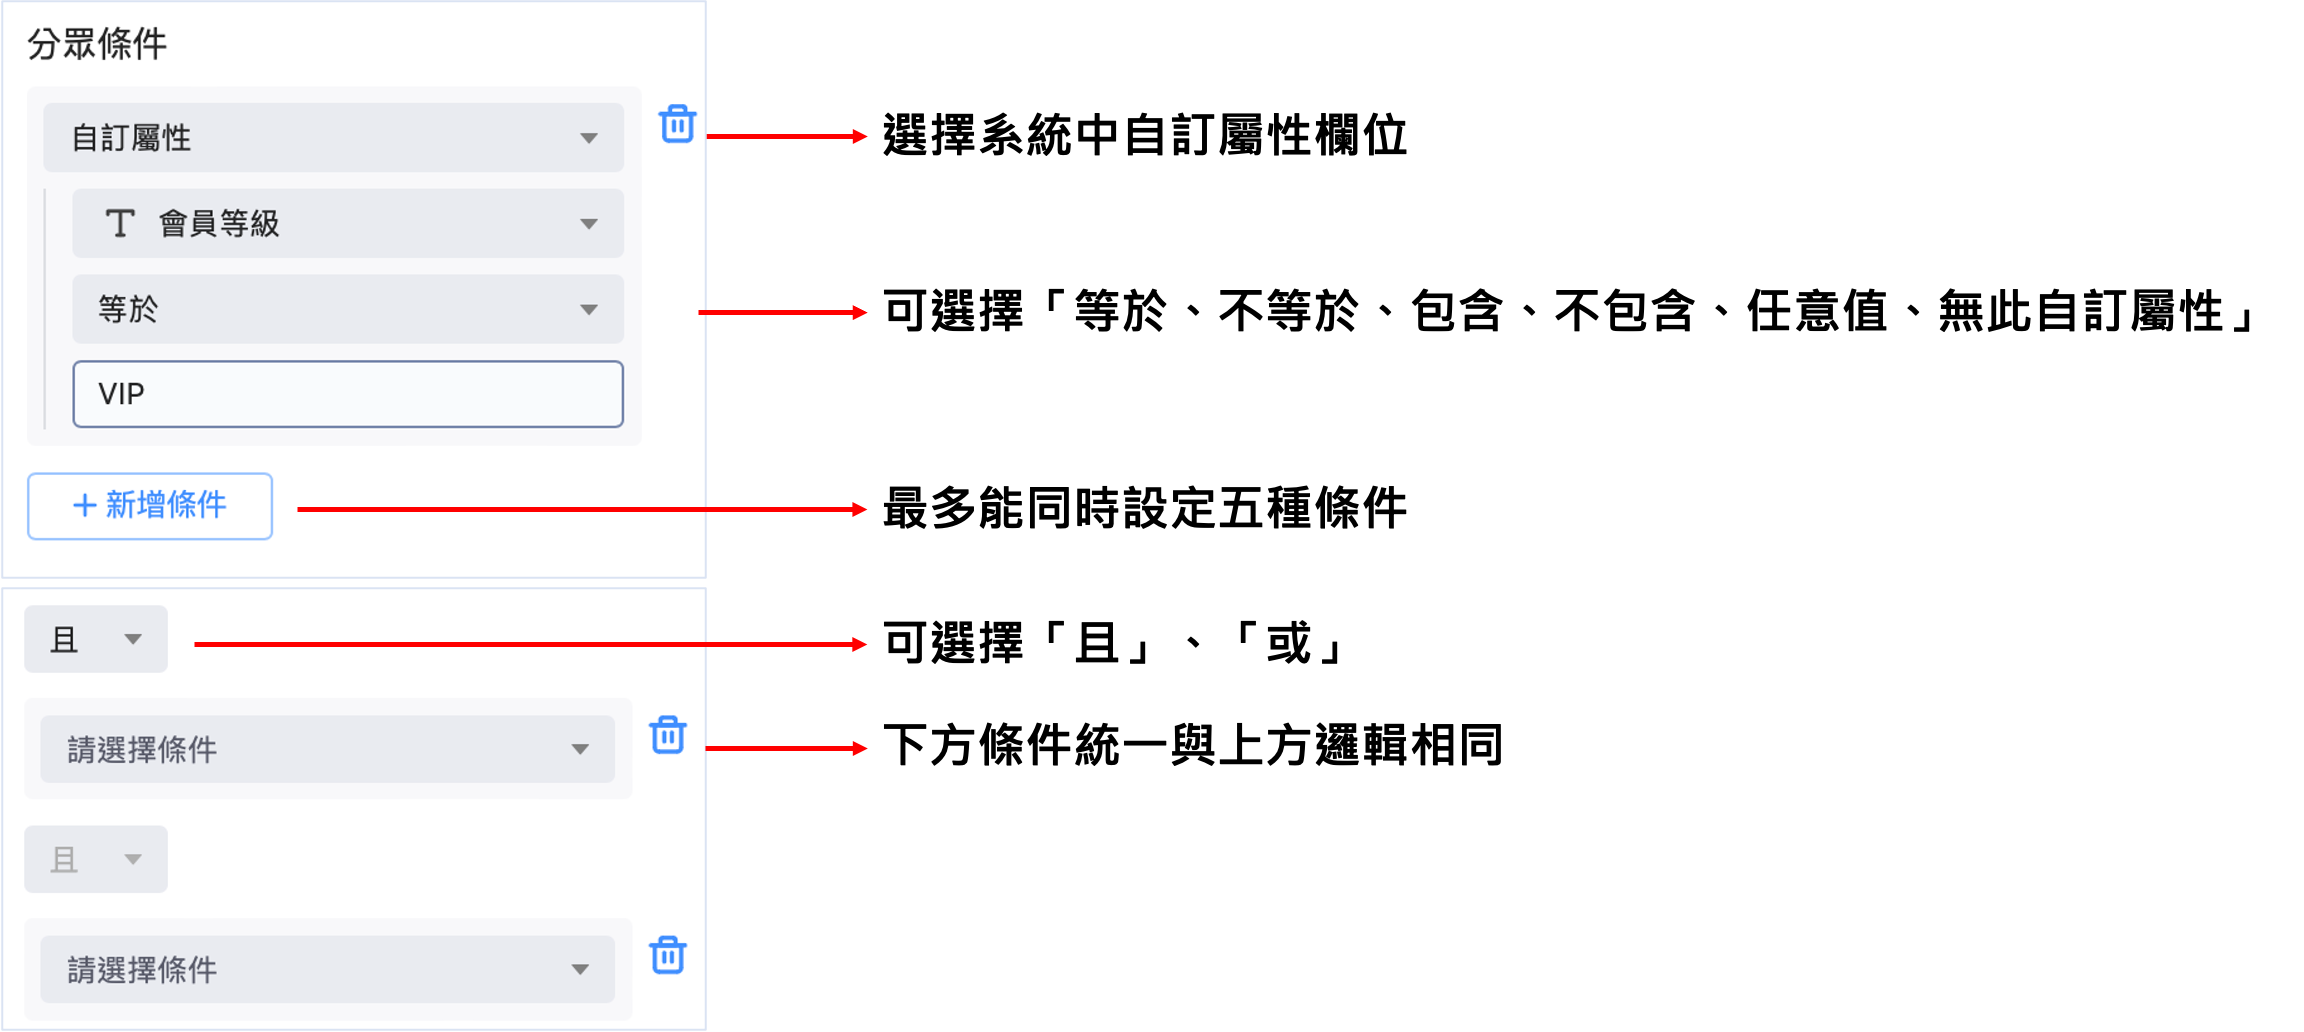 分眾條件
自訂屬性
選擇系統中自訂屬性欄位
T 會員等級
等於
可選擇「等於、不等於、包含、不包含、任意值、無此自訂屬性」
VIP
+ 新增條件
最多能同時設定五種條件
且
可選擇「且」、「或」
請選擇條件
下方條件統一與上方邏輯相同
且
請選擇條件